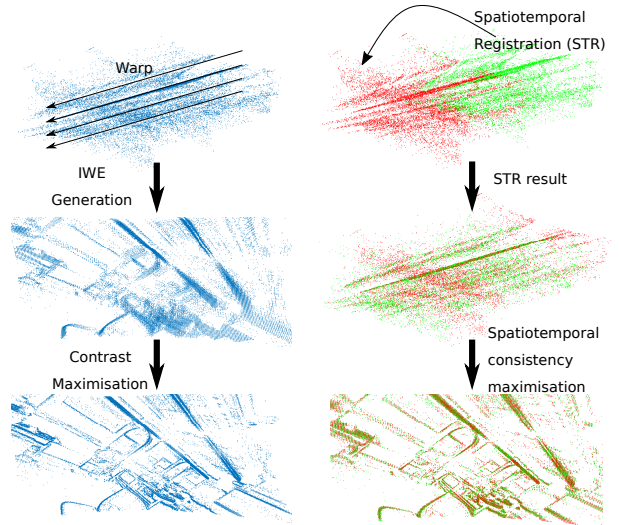 Warp
IWE
Generation
Contrast
Maximisation
Spatiotemporal
Registration (STR)
STR result
Spatiotemporal
consistency
maximisation